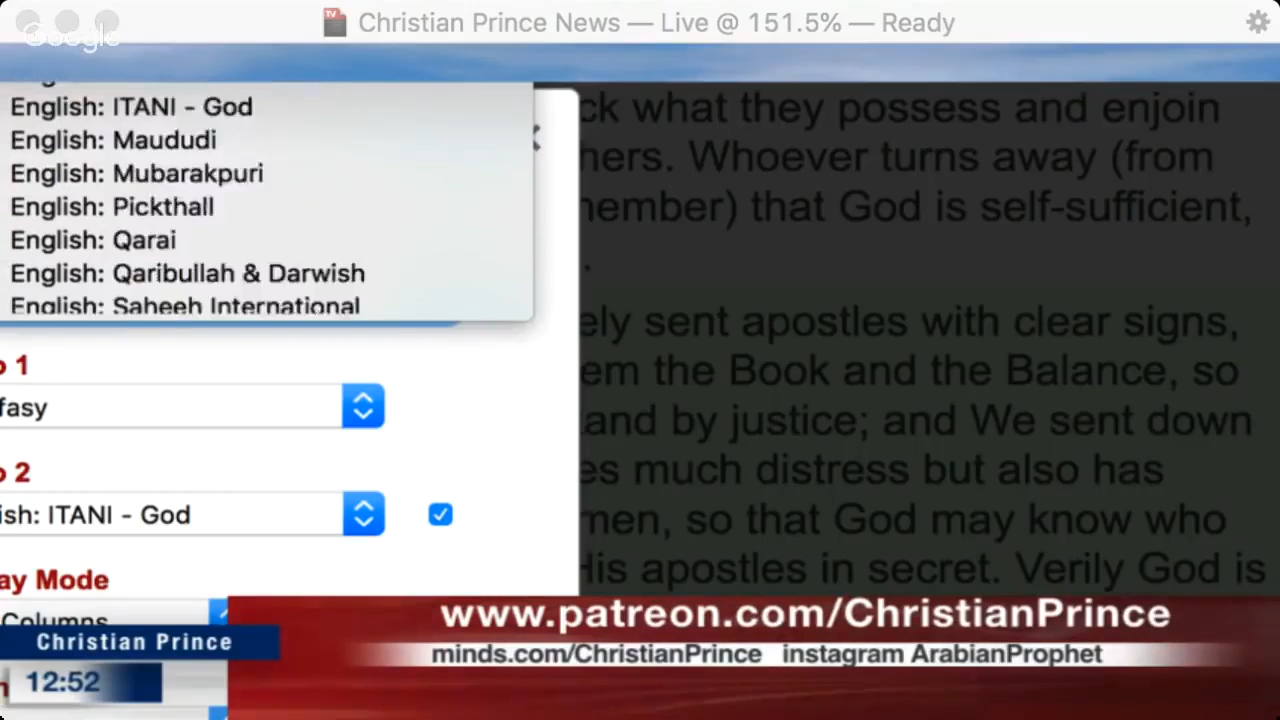 Christian Prince News — Live @ 151.5% — Ready
Google
English: ITANI - God
English: Maududi
English: Mubarakpuri
English: Pickthall
English: Qarai
English: Qaribullah & Darwish
English: Saheeh International
ck what they possess and enjoin
hers. Whoever turns away (from
member) that God is self-sufficient,
.
ely sent apostles with clear signs,
em the Book and the Balance, so
and by justice; and We sent down
es much distress but also has
men, so that God may know who
His apostles in secret. Verily God is
o 1
fasy
o 2
ish: ITANI - God
ay Mode
Columns
www.patreon.com/ChristianPrince
minds.com/ChristianPrince instagram ArabianProphet
Christian Prince
12:52